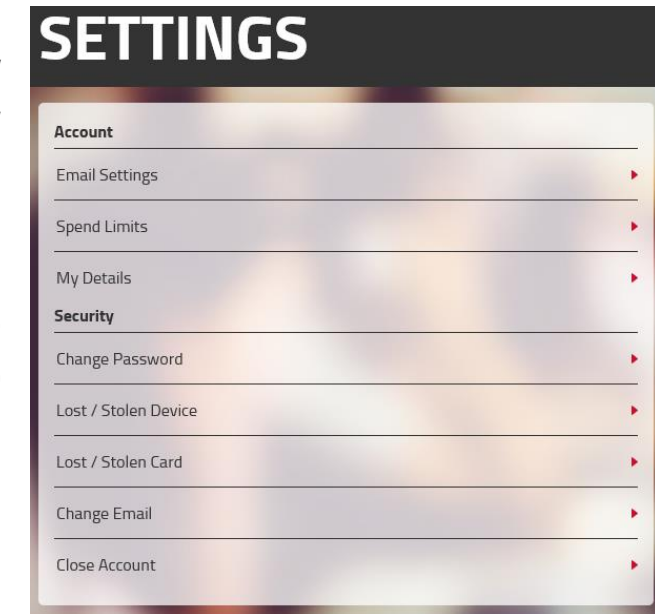 SETTINGS
Account
Email Settings
Spend Limits
My Details
Security
Change Password
Lost / Stolen Device
Lost / Stolen Card
Change Email
Close Account